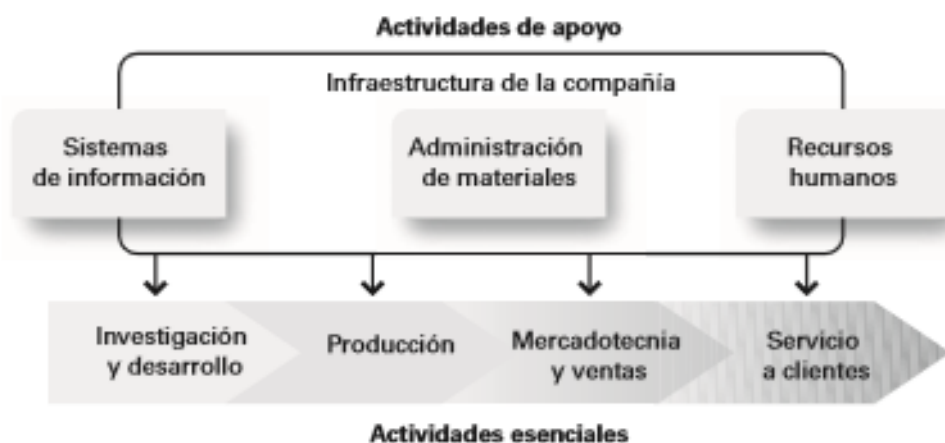 Actividades de apoyo
Infraestructura de la compañía
Sistemas
de información
Administración
de materiales
Recursos
humanos
Investigación
y desarrollo
Producción
Mercadotecnia
y ventas
Servicio
a clientes
Actividades esenciales